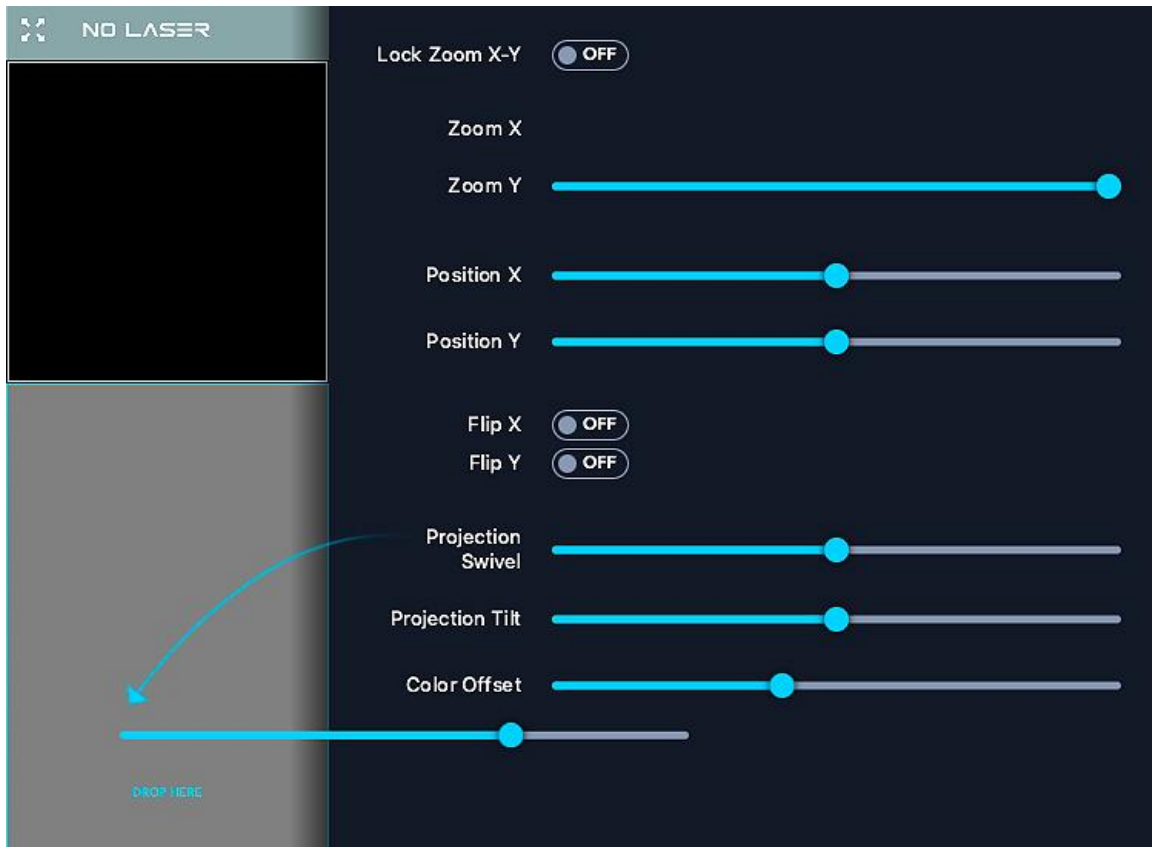 NO LASER
Lock Zoom X-Y OFF
Zoom X
Zoom Y
Position X
Position Y
Flip X OFF
Flip Y OFF
Projection
Swivel
Projection Tilt
Color Offset
DROP HERE